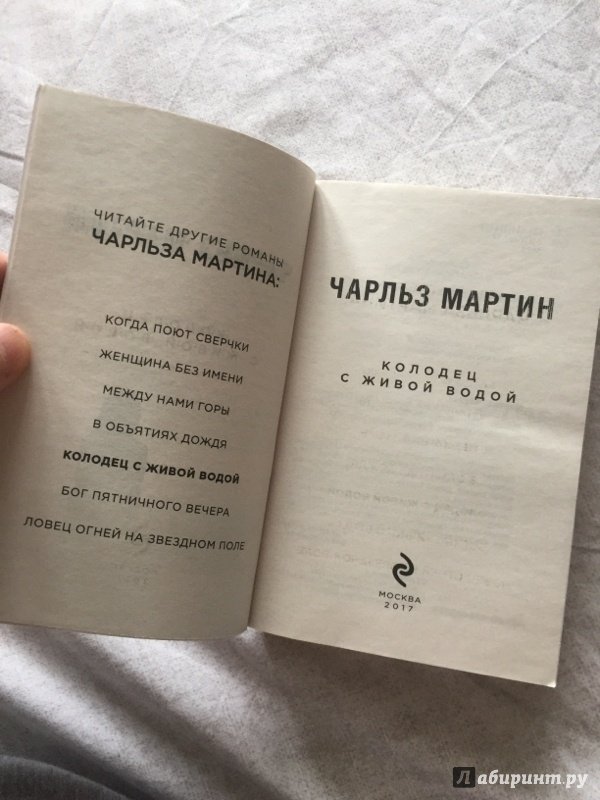 ЧИТАЙТЕ ДРУГИЕ РОМАНЫ
ЧАРЛЬЗА МАРТИНА:
КОГДА ПОЮТ СВЕРЧКИ
ЖЕНЩИНА БЕЗ ИМЕНИ
МЕЖДУ НАМИ ГОРЫ
В ОБЪЯТИЯХ ДОЖДЯ
КОЛОДЕЦ С ЖИВОЙ ВОДОЙ
БОГ ПЯТНИЧНОГО ВЕЧЕРА
ЛОВЕЦ ОГНЕЙ НА ЗВЕЗДНОМ ПОЛЕ
ЧАРЛЬЗ МАРТИН
КОЛОДЕЦ
С ЖИВОЙ ВОДОЙ
МОСКВА
2017
Лабиринт.ру